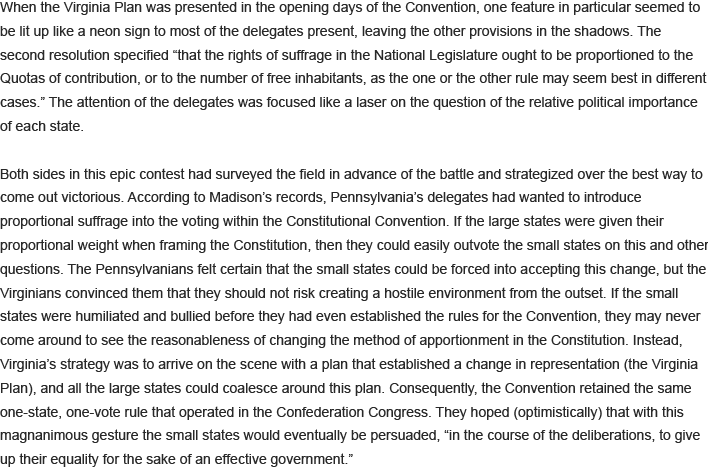 When the Virginia Plan was presented in the opening days of the Convention, one feature in particular seemed to
be lit up like a neon sign to most of the delegates present, leaving the other provisions in the shadows. The
second resolution specified “that the rights of suffrage in the National Legislature ought to be proportioned to the
Quotas of contribution, or to the number of free inhabitants, as the one or the other rule may seem best in different
cases.” The attention of the delegates was focused like a laser on the question of the relative political importance
of each state.

Both sides in this epic contest had surveyed the field in advance of the battle and strategized over the best way to
come out victorious. According to Madison’s records, Pennsylvania’s delegates had wanted to introduce
proportional suffrage into the voting within the Constitutional Convention. If the large states were given their
proportional weight when framing the Constitution, then they could easily outvote the small states on this and other
questions. The Pennsylvanians felt certain that the small states could be forced into accepting this change, but the
Virginians convinced them that they should not risk creating a hostile environment from the outset. If the small
states were humiliated and bullied before they had even established the rules for the Convention, they may never
come around to see the reasonableness of changing the method of apportionment in the Constitution. Instead,
Virginia’s strategy was to arrive on the scene with a plan that established a change in representation (the Virginia
Plan), and all the large states could coalesce around this plan. Consequently, the Convention retained the same
one-state, one-vote rule that operated in the Confederation Congress. They hoped (optimistically) that with this
magnanimous gesture the small states would eventually be persuaded, “in the course of the deliberations, to give
up their equality for the sake of an effective government.”